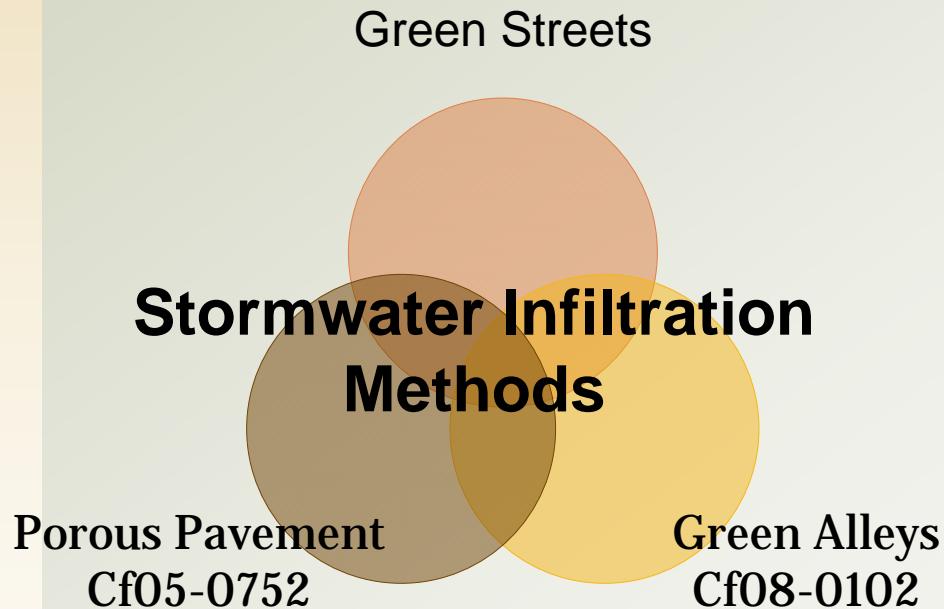 Green Streets
Stormwater Infiltration
Methods
Porous Pavement
Cf05-0752
Green Alleys
Cf08-0102